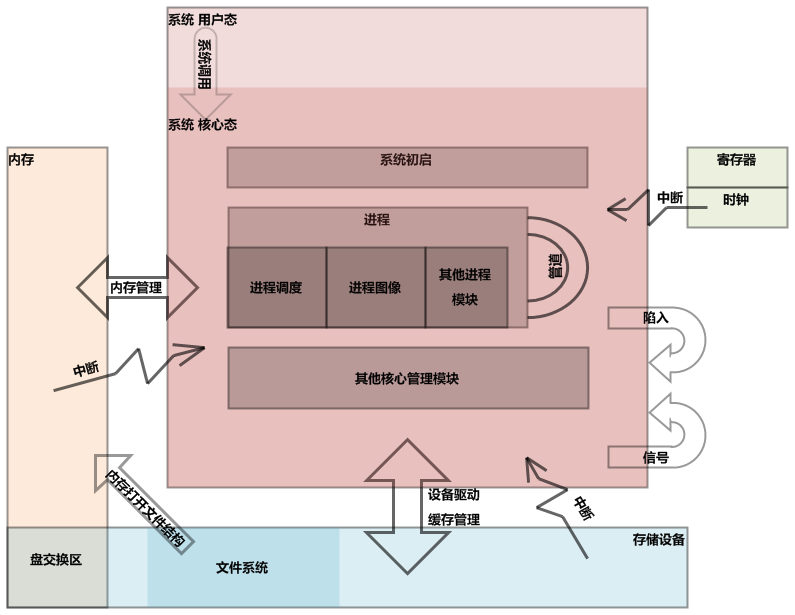 系统 用户态
系统调用
系统 核心态
内存
系统初启
寄存器
中断
时钟
进程
管道
进程调度
进程图像
其他进程
模块
内存管理
陷入
中断
其他核心管理模块
信号
内存打开文件结构
设备驱动
缓存管理
中断
盘交换区
文件系统
存储设备